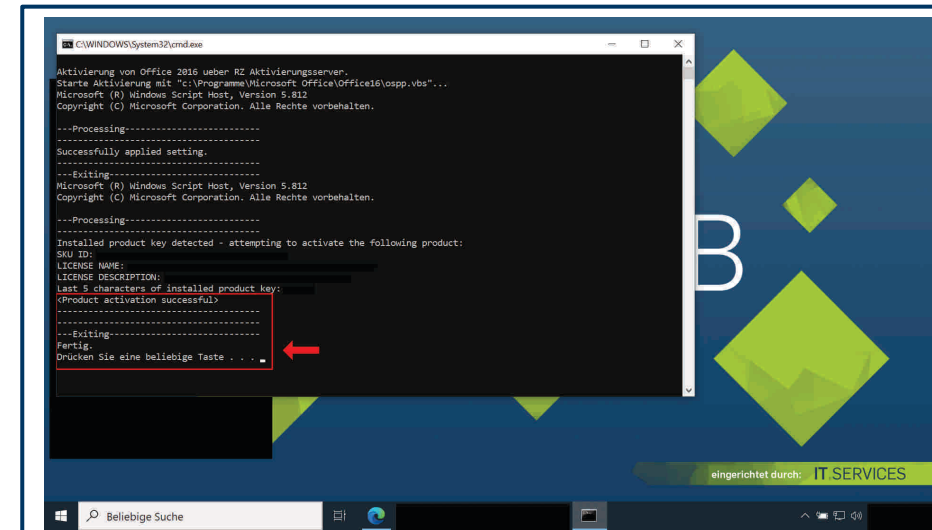 C:\WINDOWS\System32\cmd.exe
Aktivierung von Office 2016 ueber RZ Aktivierungsserver.
Starte Aktivierung mit "c:\Programme\Microsoft Office\Office16\ospp.vbs"...
Microsoft (R) Windows Script Host, Version 5.812
Copyright (C) Microsoft Corporation. Alle Rechte vorbehalten.
---Processing--------------------------
---------------------------------------
Successfully applied setting.
---------------------------------------
---Exiting-----------------------------
Microsoft (R) Windows Script Host, Version 5.812
Copyright (C) Microsoft Corporation. Alle Rechte vorbehalten.
---Processing--------------------------
---------------------------------------
Installed product key detected - attempting to activate the following product:
SKU ID:
LICENSE NAME:
LICENSE DESCRIPTION:
Last 5 characters of installed product key:
<Product activation successful>
---------------------------------------
---------------------------------------
---Exiting-----------------------------
Fertig.
Drücken Sie eine beliebige Taste . . .
B
eingerichtet durch: IT.SERVICES
Beliebige Suche